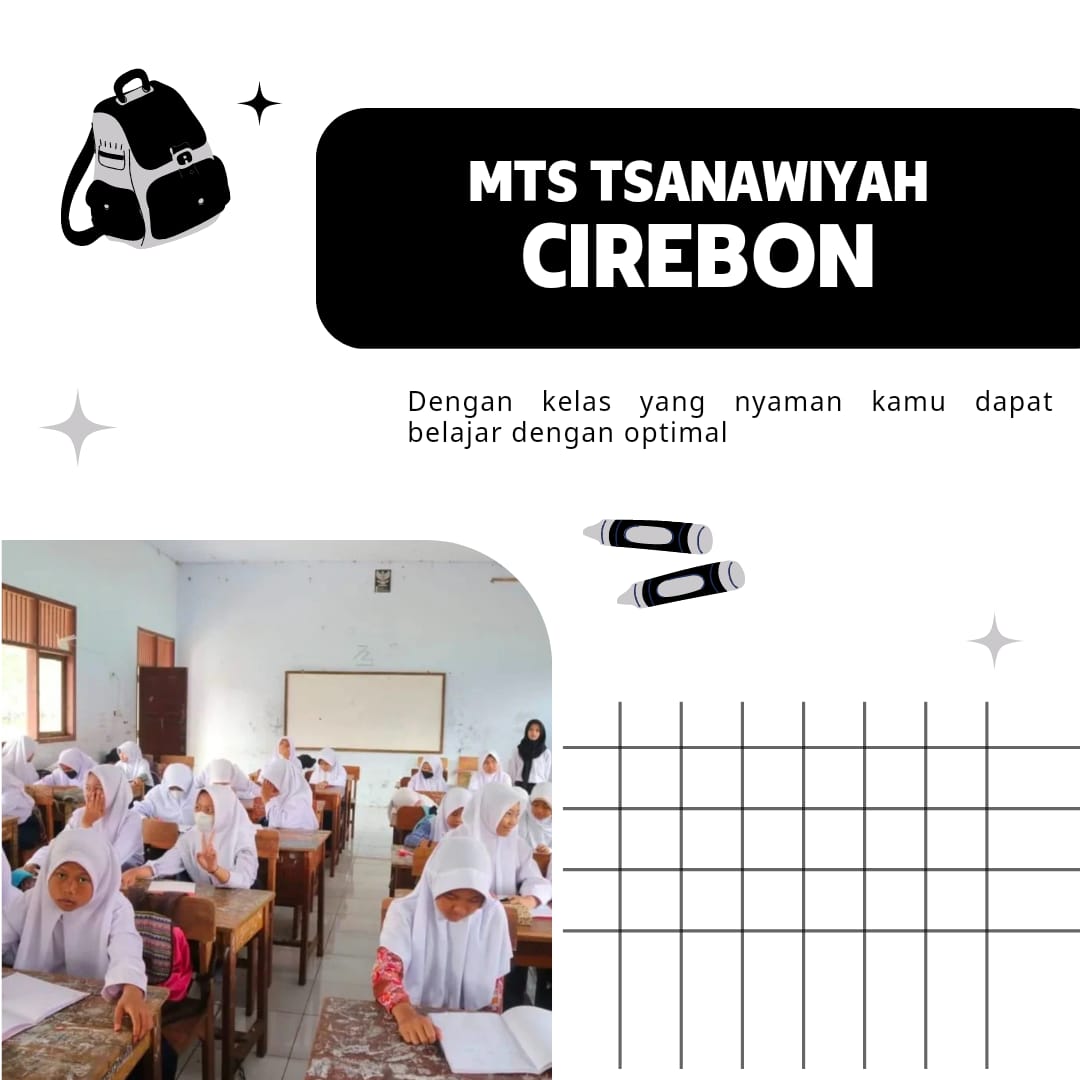 MTS TSANAWIYAH
CIREBON
Dengan kelas yang nyaman kamu dapat
belajar dengan optimal